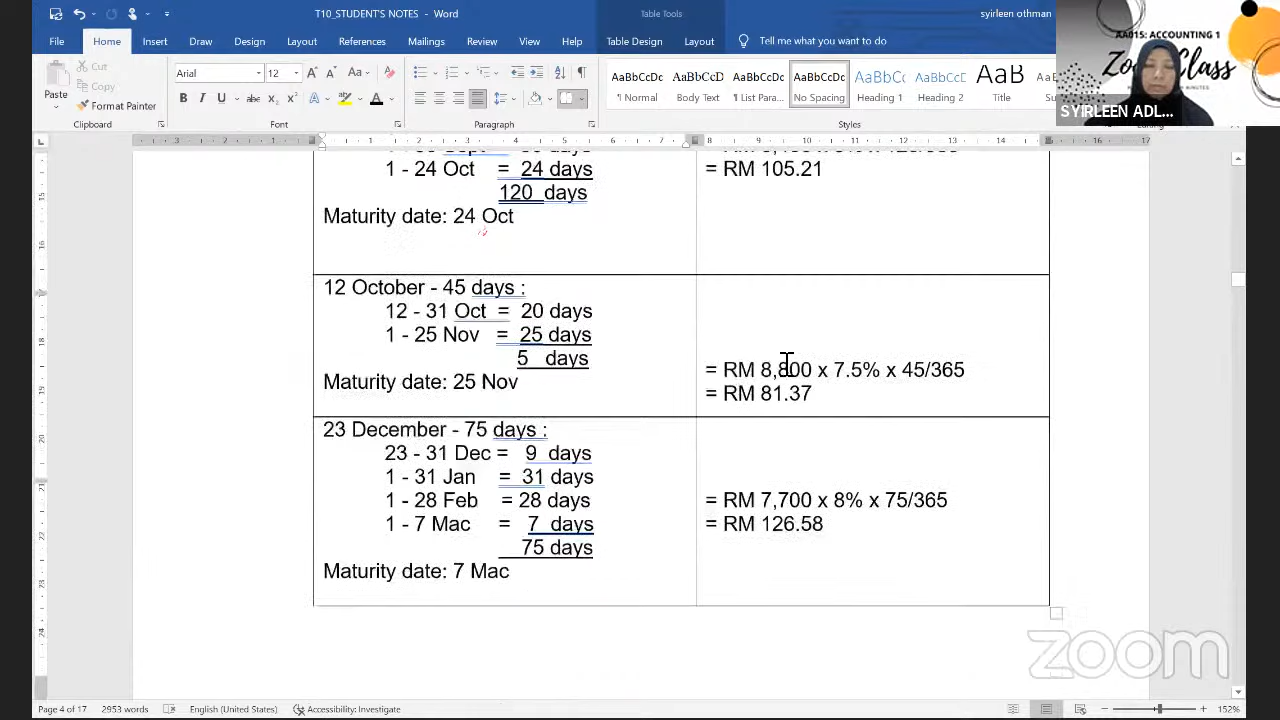 T10_STUDENT'S NOTES - Word
Table Tools
syirleen othman
File Home Insert Draw Design Layout References Mailings Review View Help Table Design Layout Tell me what you want to do
Paste
Cut
Copy
Format Painter
Clipboard
Arial 12
Font
Paragraph
AaBbCcDc AaBbCcDc AaBbCcDc AaBbCcDc AaBbCc AaBbCcD AaB
¶ Normal Body Text ¶ List Para... ¶ No Spacing Heading 1 Heading 2 Title
Styles
AA015: ACCOUNTING 1
SYIRLEEN ADL...
1 - 24 Oct = 24 days
120 days
Maturity date: 24 Oct
= RM 105.21
12 October - 45 days :
12 - 31 Oct = 20 days
1 - 25 Nov = 25 days
5 days
Maturity date: 25 Nov
= RM 8,800 x 7.5% x 45/365
= RM 81.37
23 December - 75 days :
23 - 31 Dec = 9 days
1 - 31 Jan = 31 days
1 - 28 Feb = 28 days
1 - 7 Mac = 7 days
75 days
Maturity date: 7 Mac
= RM 7,700 x 8% x 75/365
= RM 126.58
zoom
Page 4 of 17 2953 words English (United States) Accessibility: Investigate 152%